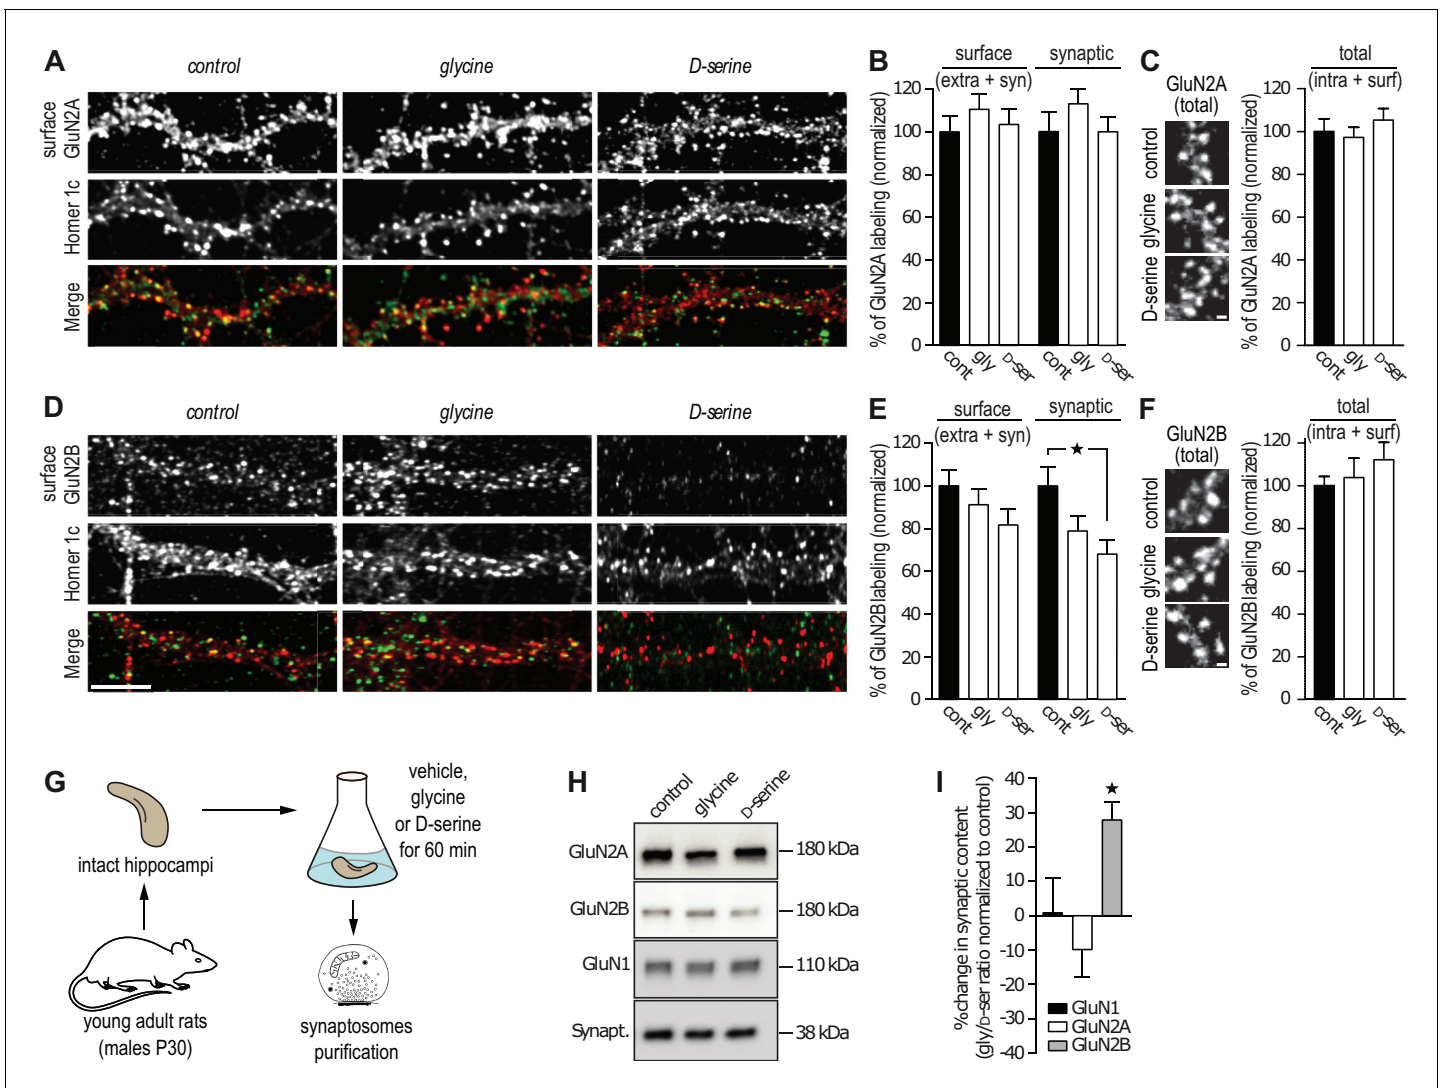 A
control
glycine
D-serine
surface
GluN2A
Homer 1c
Merge
B
surface
(extra + syn)
synaptic
% of GluN2A labeling (normalized)
120
100
80
60
40
20
0
cont
gly
D-ser
cont
gly
D-ser
C
GluN2A
(total)
control
glycine
D-serine
total
(intra + surf)
% of GluN2A labeling (normalized)
120
100
80
60
40
20
0
cont
gly
D-ser
D
control
glycine
D-serine
surface
GluN2B
Homer 1c
Merge
E
surface
(extra + syn)
synaptic
% of GluN2B labeling (normalized)
120
100
80
60
40
20
0
★
cont
gly
D-ser
cont
gly
D-ser
F
GluN2B
(total)
control
glycine
D-serine
total
(intra + surf)
% of GluN2B labeling (normalized)
120
100
80
60
40
20
0
cont
gly
D-ser
G
intact hippocampi
young adult rats
(males P30)
vehicle,
glycine
or D-serine
for 60 min
synaptosomes
purification
H
control
glycine
D-serine
GluN2A
180 kDa
GluN2B
180 kDa
GluN1
110 kDa
Synapt.
38 kDa
I
% change in synaptic content
(gly/D-ser ratio normalized to control)
40
30
20
10
0
-10
-20
-30
-40
★
GluN1
GluN2A
GluN2B